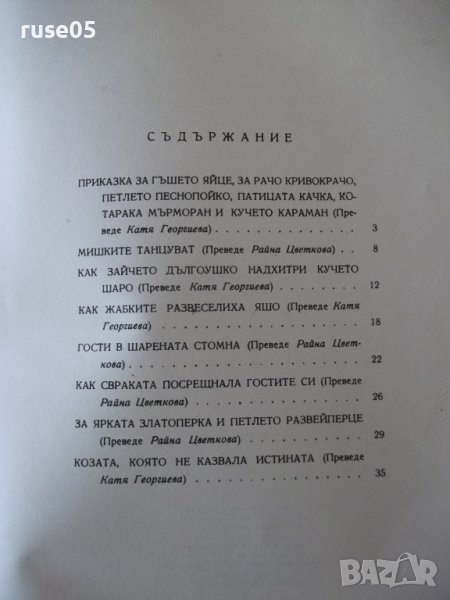 ruse05
СЪДЪРЖАНИЕ
ПРИКАЗКА ЗА ГЪШЕТО ЯЙЦЕ, ЗА РАЧО КРИВОКРАЧО,
ПЕТЛЕТО ПЕСНОПОЙКО, ПАТИЦАТА КАЧКА, КО-
ТАРАКА МЪРМОРАН И КУЧЕТО КАРАМАН (Пре-
веде Катя Георгиева) . . . . . . . . . . . . . . . 3
МИШКИТЕ ТАНЦУВАТ (Преведе Райна Цветкова) . . 8
КАК ЗАЙЧЕТО ДЪЛГОУШКО НАДХИТРИ КУЧЕТО
ШАРО (Преведе Катя Георгиева) . . . . . . . . . 12
КАК ЖАБКИТЕ РАЗВЕСЕЛИХА ЯШО (Преведе Катя
Георгиева) . . . . . . . . . . . . . . . . . . . 18
ГОСТИ В ШАРЕНАТА СТОМНА (Преведе Райна Цвет-
кова) . . . . . . . . . . . . . . . . . . . . . 22
КАК СВРАКАТА ПОСРЕЩНАЛА ГОСТИТЕ СИ (Преведе
Райна Цветкова) . . . . . . . . . . . . . . . . 26
ЗА ЯРКАТА ЗЛАТОПЕРКА И ПЕТЛЕТО РАЗВЕЙПЕРЦЕ
(Преведе Райна Цветкова) . . . . . . . . . . . . 29
КОЗАТА, КОЯТО НЕ КАЗВАЛА ИСТИНАТА (Преведе
Катя Георгиева) . . . . . . . . . . . . . . . . 35
BAZAR